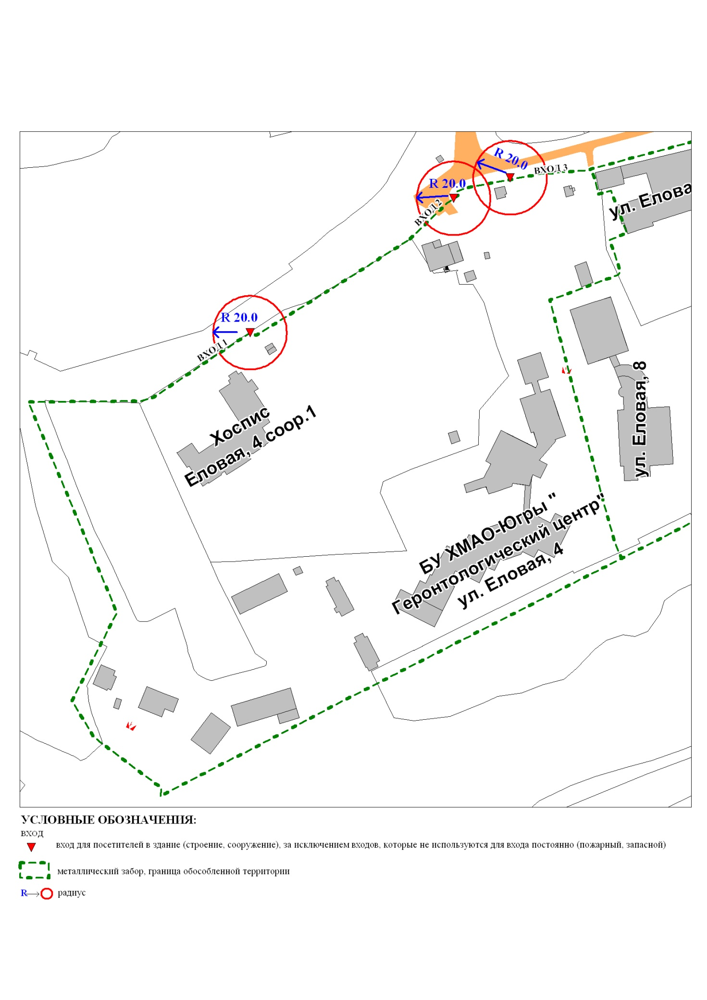 R 20.0
ВХОД 3
R 20.0
ВХОД 2
ул. Елова
R 20.0
ВХОД 1
Хоспис
Еловая, 4 соор.1
ул. Еловая, 8
БУ ХМАО-Югры "
Геронтологический центр"
ул. Еловая, 4
УСЛОВНЫЕ ОБОЗНАЧЕНИЯ:
ВХОД
вход для посетителей в здание (строение, сооружение), за исключением входов, которые не используются для входа постоянно (пожарный, запасной)
металлический забор, граница обособленной территории
R
радиус